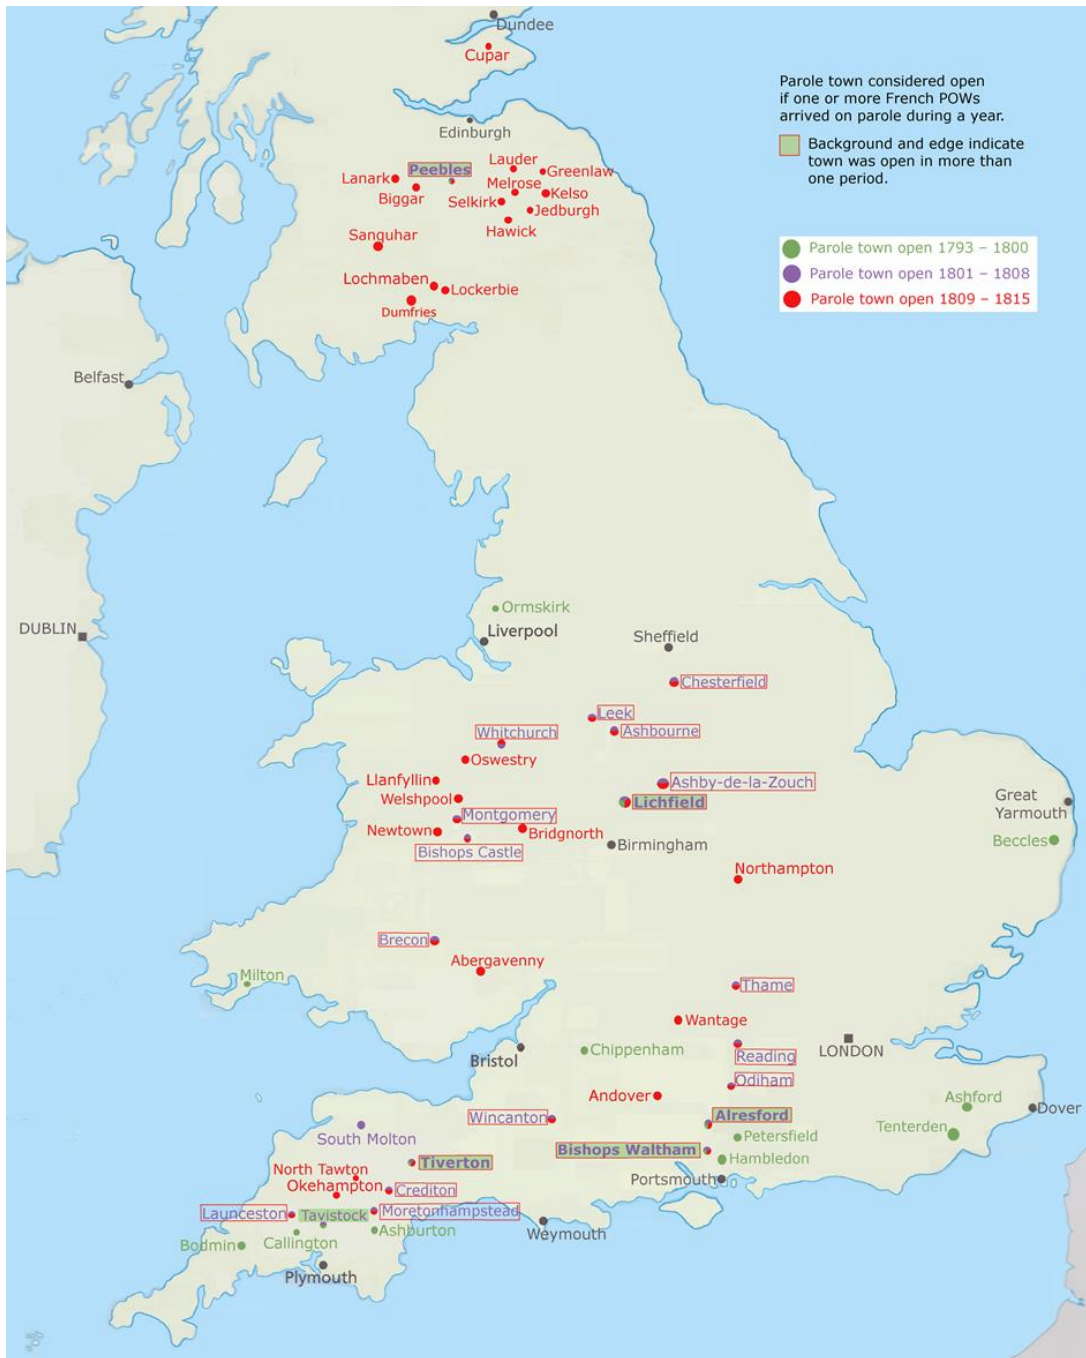 Dundee
Cupar
Parole town considered open
if one or more French POWs
arrived on parole during a year.
Background and edge indicate
town was open in more than
one period.
Edinburgh
Peebles
Lauder
Greenlaw
Lanark
Melrose
Biggar
Selkirk
Kelso
Jedburgh
Hawick
Sanquhar
Parole town open 1793 – 1800
Parole town open 1801 – 1808
Parole town open 1809 – 1815
Lochmaben
Lockerbie
Dumfries
Belfast
Ormskirk
DUBLIN
Liverpool
Sheffield
Chesterfield
Leek
Whitchurch
Ashbourne
Oswestry
Llanfyllin
Ashby-de-la-Zouch
Welshpool
Lichfield
Great
Yarmouth
Montgomery
Newtown
Bridgnorth
Beccles
Birmingham
Bishops Castle
Northampton
Brecon
Abergavenny
Milton
Thame
Wantage
Bristol
Chippenham
Reading
LONDON
Odiham
Andover
Ashford
Dover
Wincanton
Alresford
Tenterden
South Molton
Petersfield
Bishops Waltham
Hambledon
Tiverton
North Tawton
Portsmouth
Okehampton
Crediton
Launceston
Tavistock
Moretonhampstead
Ashburton
Weymouth
Callington
Bodmin
Plymouth